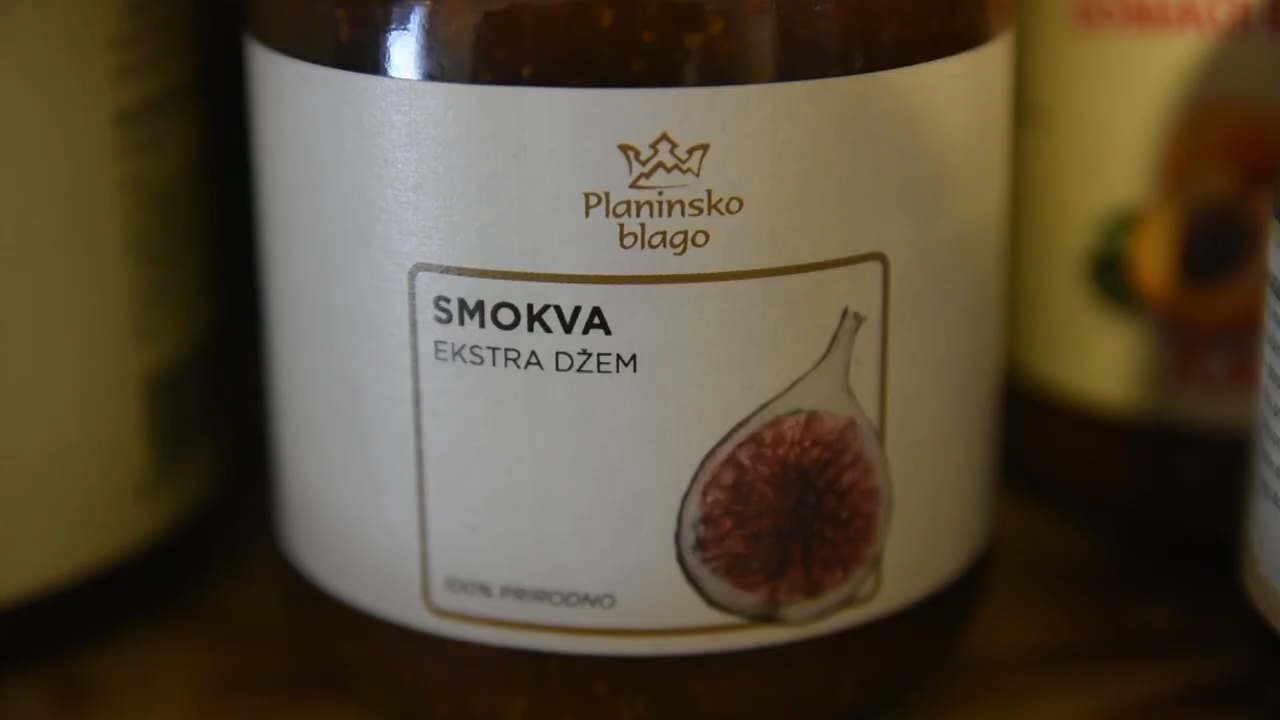 Planinsko
blago
SMOKVA
EKSTRA DŽEM
100% PRIRODNO